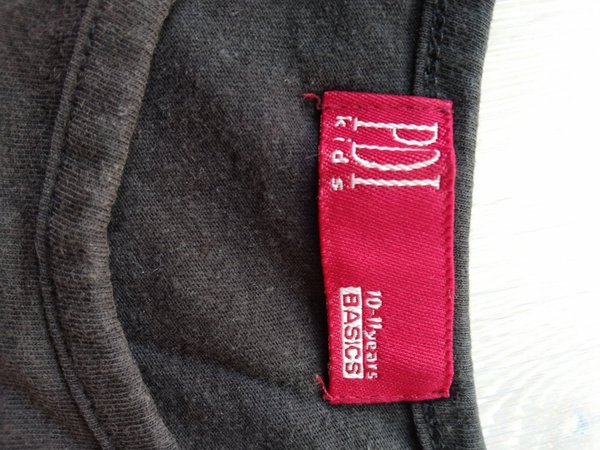 PDI
kids
10-11years
BASICS